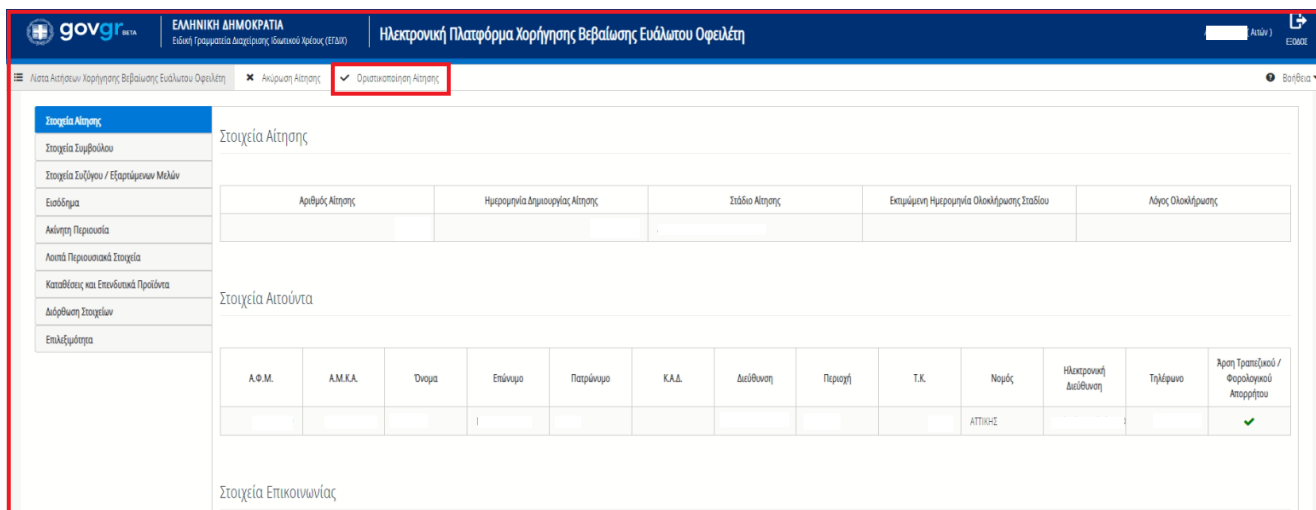 govgr BETA
ΕΛΛΗΝΙΚΗ ΔΗΜΟΚΡΑΤΙΑ
Ειδική Γραμματεία Διαχείρισης Ιδιωτικού Χρέους (ΕΓΔΙΧ)
Ηλεκτρονική Πλατφόρμα Χορήγησης Βεβαίωσης Ευάλωτου Οφειλέτη
Αιτών )
ΕΞΟΔΟΣ
Λίστα Αιτήσεων Χορήγησης Βεβαίωσης Ευάλωτου Οφειλέτη
Ακύρωση Αίτησης
Οριστικοποίηση Αίτησης
Βοήθεια
Στοιχεία Αίτησης
Στοιχεία Συμβούλου
Στοιχεία Συζύγου / Εξαρτώμενων Μελών
Εισόδημα
Ακίνητη Περιουσία
Λοιπά Περιουσιακά Στοιχεία
Καταθέσεις και Επενδυτικά Προϊόντα
Διόρθωση Στοιχείων
Επιλεξιμότητα
Στοιχεία Αίτησης
Αριθμός Αίτησης
Ημερομηνία Δημιουργίας Αίτησης
Στάδιο Αίτησης
Εκτιμώμενη Ημερομηνία Ολοκλήρωσης Σταδίου
Λόγος Ολοκλήρωσης
Στοιχεία Αιτούντα
Α.Φ.Μ.
Α.Μ.Κ.Α.
Όνομα
Επώνυμο
Πατρώνυμο
Κ.Α.Δ.
Διεύθυνση
Περιοχή
Τ.Κ.
Νομός
Ηλεκτρονική
Διεύθυνση
Τηλέφωνο
Άρση Τραπεζικού /
Φορολογικού
Απορρήτου
ΑΤΤΙΚΗΣ
Στοιχεία Επικοινωνίας